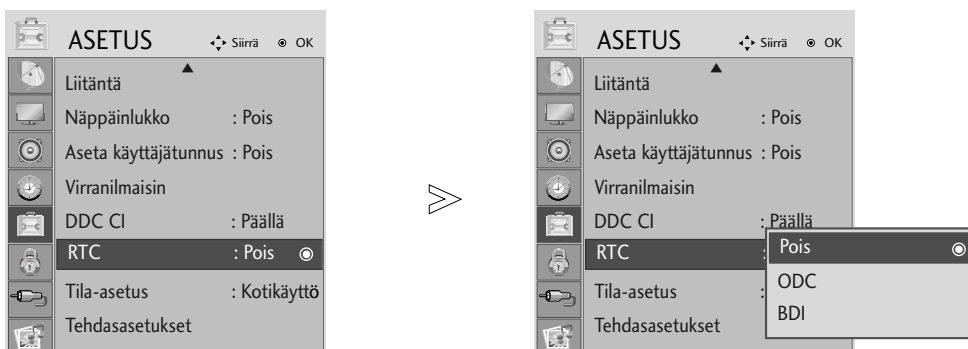 ASETUS Siirrä OK
Liitäntä
Näppäinlukko : Pois
Aseta käyttäjätunnus : Pois
Virranilmaisin
DDC CI : Päällä
RTC : Pois
Tila-asetus : Kotikäyttö
Tehdasasetukset
ASETUS Siirrä OK
Liitäntä
Näppäinlukko : Pois
Aseta käyttäjätunnus : Pois
Virranilmaisin
DDC CI : Päällä
RTC :
Tila-asetus :
Tehdasasetukset
Pois
ODC
BDI